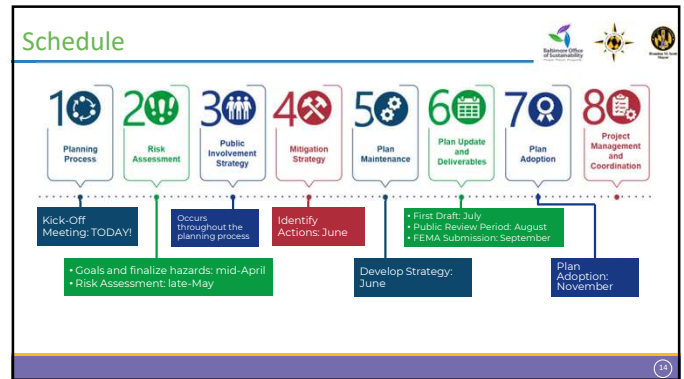 Schedule
Baltimore Office
of Sustainability
1
Planning
Process
2
Risk
Assessment
3
Public
Involvement
Strategy
4
Mitigation
Strategy
5
Plan
Maintenance
6
Plan Update
and
Deliverables
7
Plan
Adoption
8
Project
Management
and
Coordination
Kick-Off
Meeting: TODAY!
Occurs
throughout the
planning process
Identify
Actions: June
• First Draft: July
• Public Review Period: August
• FEMA Submission: September
• Goals and finalize hazards: mid-April
• Risk Assessment: late-May
Develop Strategy:
June
Plan
Adoption:
November
14